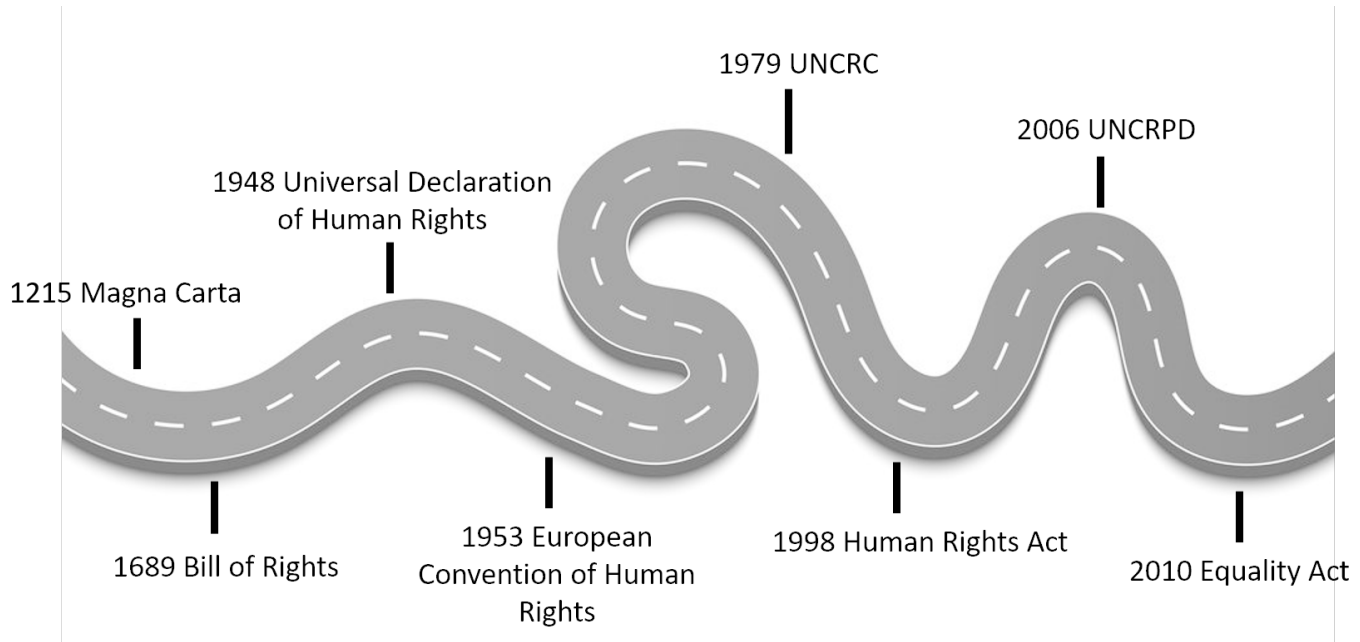 1215 Magna Carta
1689 Bill of Rights
1948 Universal Declaration
of Human Rights
1953 European
Convention of Human
Rights
1979 UNCRC
1998 Human Rights Act
2006 UNCRPD
2010 Equality Act